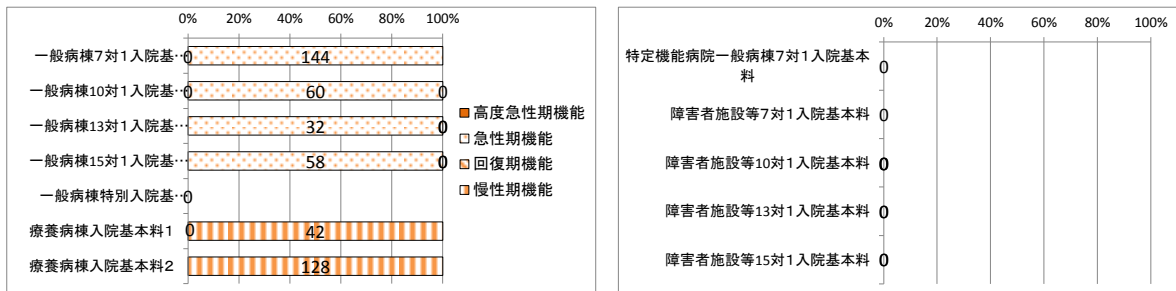 0% 20% 40% 60% 80% 100%
一般病棟7対1入院基… 0 144
一般病棟10対1入院基… 0 60 0
一般病棟13対1入院基… 0 32 0
一般病棟15対1入院基… 58 0
一般病棟特別入院基… 0
療養病棟入院基本料1 0 42
療養病棟入院基本料2 128
高度急性期機能
急性期機能
回復期機能
慢性期機能
0% 20% 40% 60% 80% 100%
特定機能病院一般病棟7対1入院基本
料 0
障害者施設等7対1入院基本料 0
障害者施設等10対1入院基本料 0
障害者施設等13対1入院基本料 0
障害者施設等15対1入院基本料 0